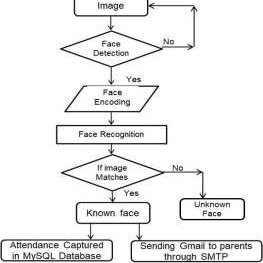 Image
Face
Detection
No
Yes
Face
Encoding
Face Recognition
If image
Matches
No
Yes
Known face
Unknown
Face
Attendance Captured
in MySQL Database
Sending Gmail to parents
through SMTP